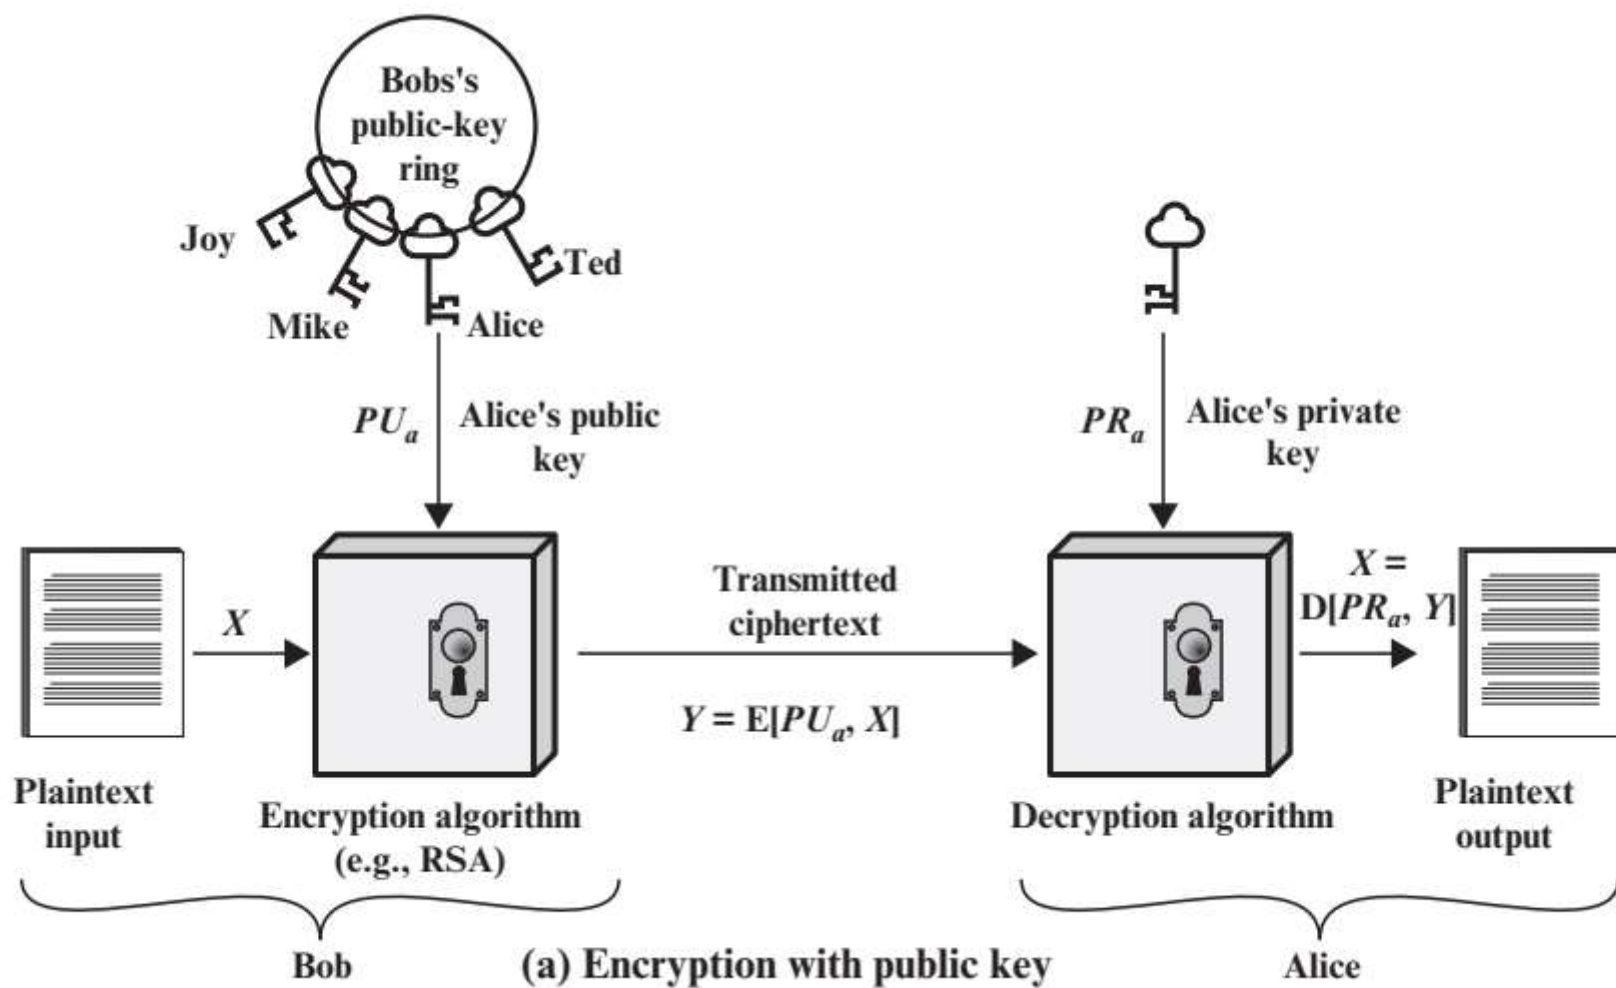 Bobs's
public-key
ring
Joy
Mike
Alice
Ted
PUₐ
Alice's public
key
PRₐ
Alice's private
key
X
Transmitted
ciphertext
Y = E[PUₐ, X]
X =
D[PRₐ, Y]
Plaintext
input
Encryption algorithm
(e.g., RSA)
Decryption algorithm
Plaintext
output
Bob
(a) Encryption with public key
Alice